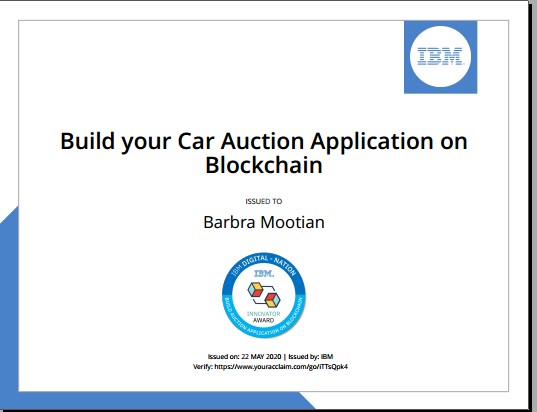 IBM
Build your Car Auction Application on
Blockchain
ISSUED TO
Barbra Mootian
IBM DIGITAL - NATION
IBM.
INNOVATOR
AWARD
BUILD AUCTION APPLICATION ON BLOCKCHAIN
Issued on: 22 MAY 2020 | Issued by: IBM
Verify: https://www.youracclaim.com/go/iTTsQpk4